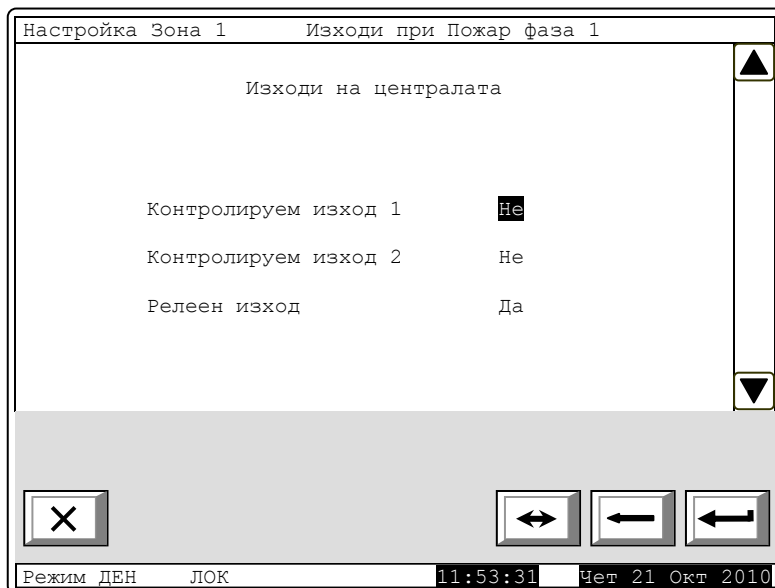 Настройка Зона 1 Изходи при Пожар фаза 1
Изходи на централата
Контролируем изход 1 Не
Контролируем изход 2 Не
Релеен изход Да
Режим ДЕН ЛОК 11:53:31 Чет 21 Окт 2010